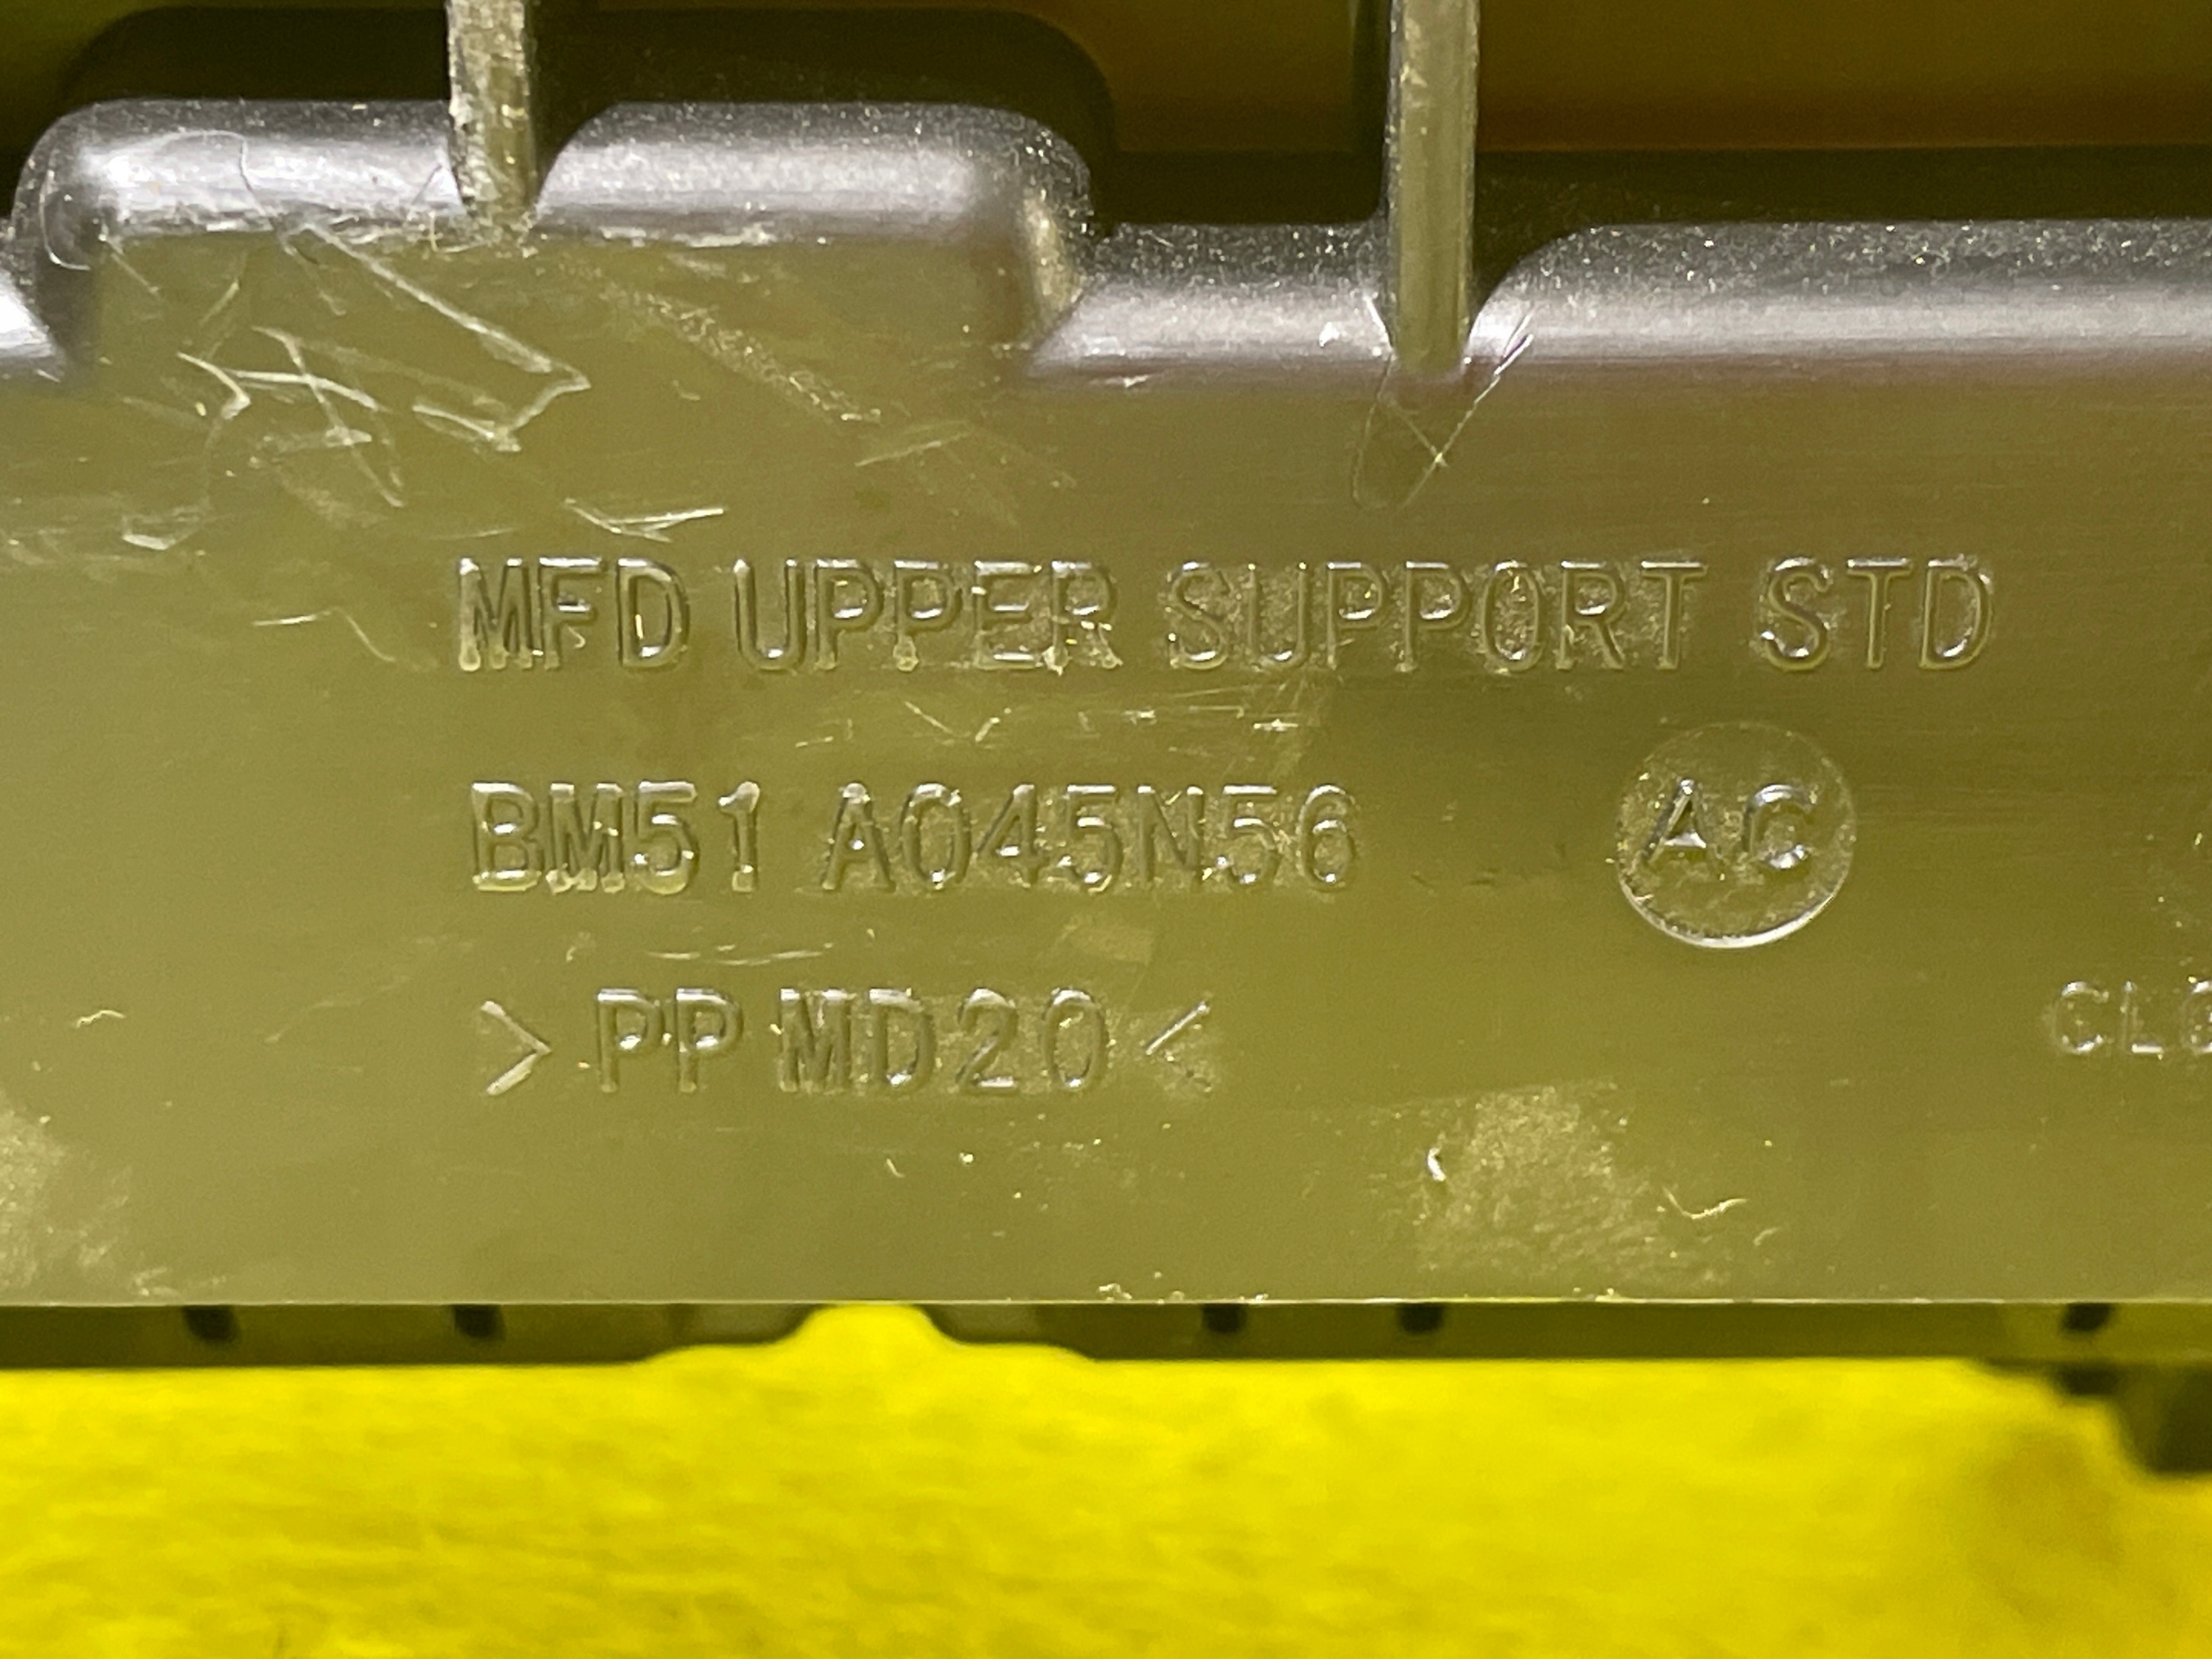 MFD UPPER SUPPORT STD
BM51 A045N56 AC
>PP MD20<